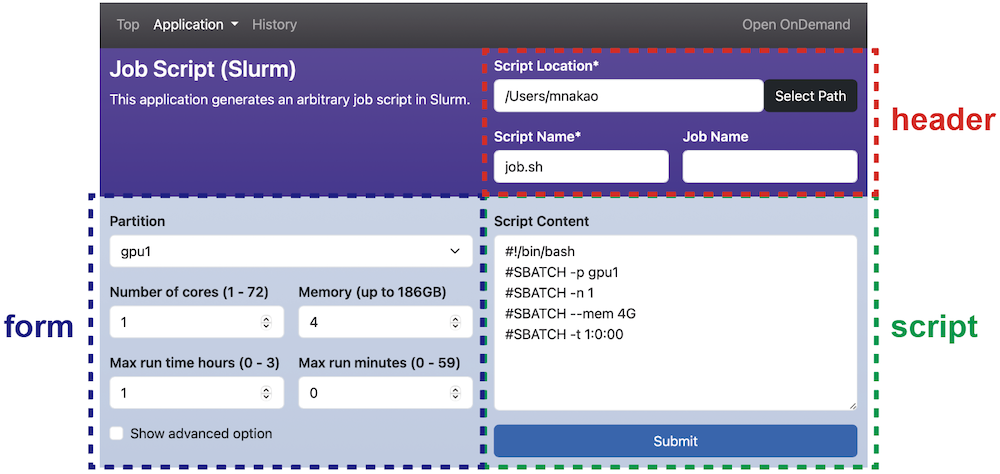 Top Application History Open OnDemand
Job Script (Slurm)
This application generates an arbitrary job script in Slurm.
Script Location*
/Users/mnakao Select Path
Script Name* Job Name
job.sh
header
Partition
gpu1
Number of cores (1 - 72) Memory (up to 186GB)
1 4
Max run time hours (0 - 3) Max run minutes (0 - 59)
1 0
Show advanced option
form
Script Content
#!/bin/bash
#SBATCH -p gpu1
#SBATCH -n 1
#SBATCH --mem 4G
#SBATCH -t 1:0:00
Submit
script